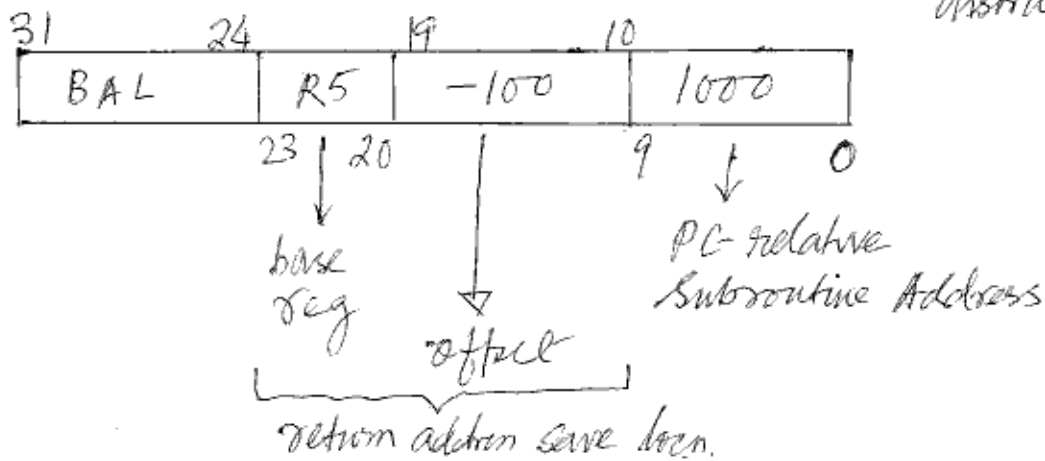 31 24 19 10
BAL R5 -100 1000
23 20 9 0
base reg
offset
PC-relative
Subroutine Address
return addrn save locn.